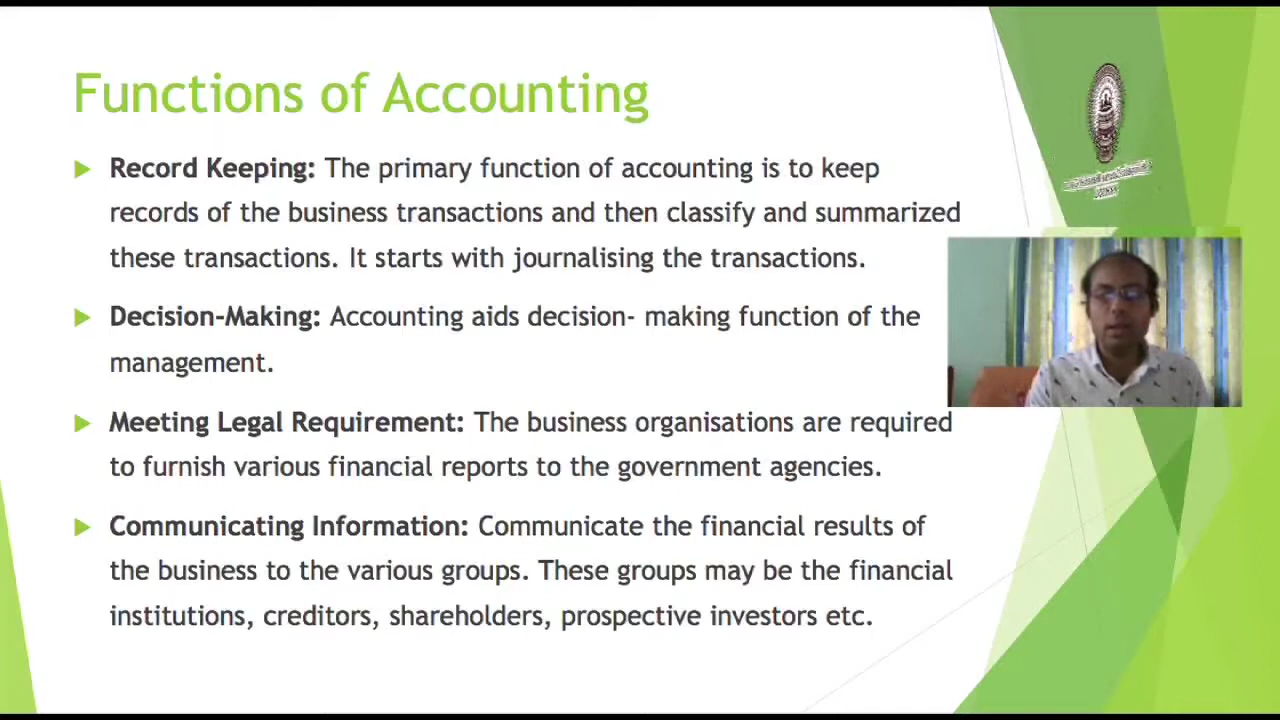 Functions of Accounting
Record Keeping: The primary function of accounting is to keep
records of the business transactions and then classify and summarized
these transactions. It starts with journalising the transactions.
Decision-Making: Accounting aids decision- making function of the
management.
Meeting Legal Requirement: The business organisations are required
to furnish various financial reports to the government agencies.
Communicating Information: Communicate the financial results of
the business to the various groups. These groups may be the financial
institutions, creditors, shareholders, prospective investors etc.